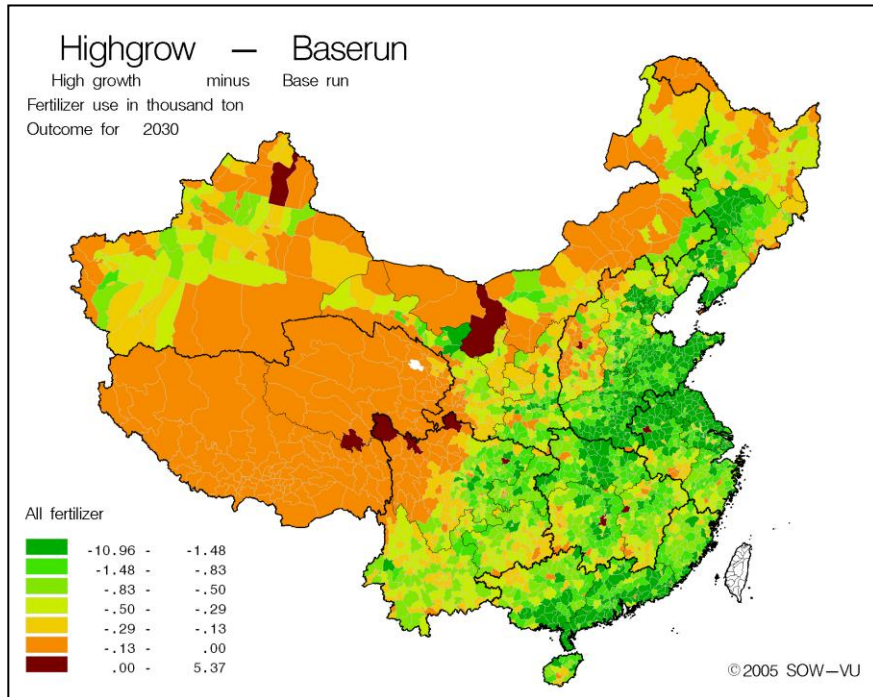 Highgrow — Baserun
High growth minus Base run
Fertilizer use in thousand ton
Outcome for 2030
All fertilizer
-10.96 - -1.48
-1.48 - -.83
-.83 - -.50
-.50 - -.29
-.29 - -.13
-.13 - .00
.00 - 5.37
©2005 SOW—VU